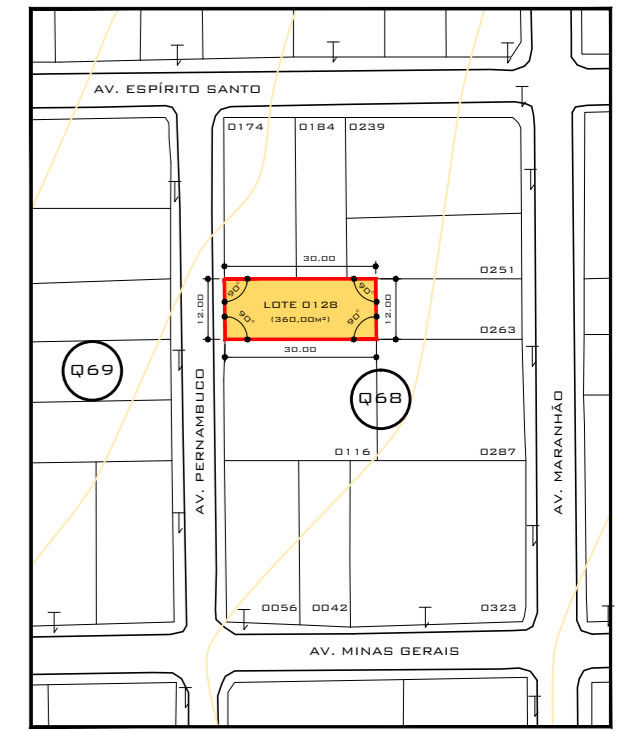 AV. ESPÍRITO SANTO
0174
0184
0239
30.00
0251
90°
90°
12.00
LOTE 0128
12.00
(360,00m²)
90°
90°
0263
30.00
Q69
Q68
AV. PERNAMBUCO
AV. MARANHÃO
0116
0287
0056
0042
0323
AV. MINAS GERAIS